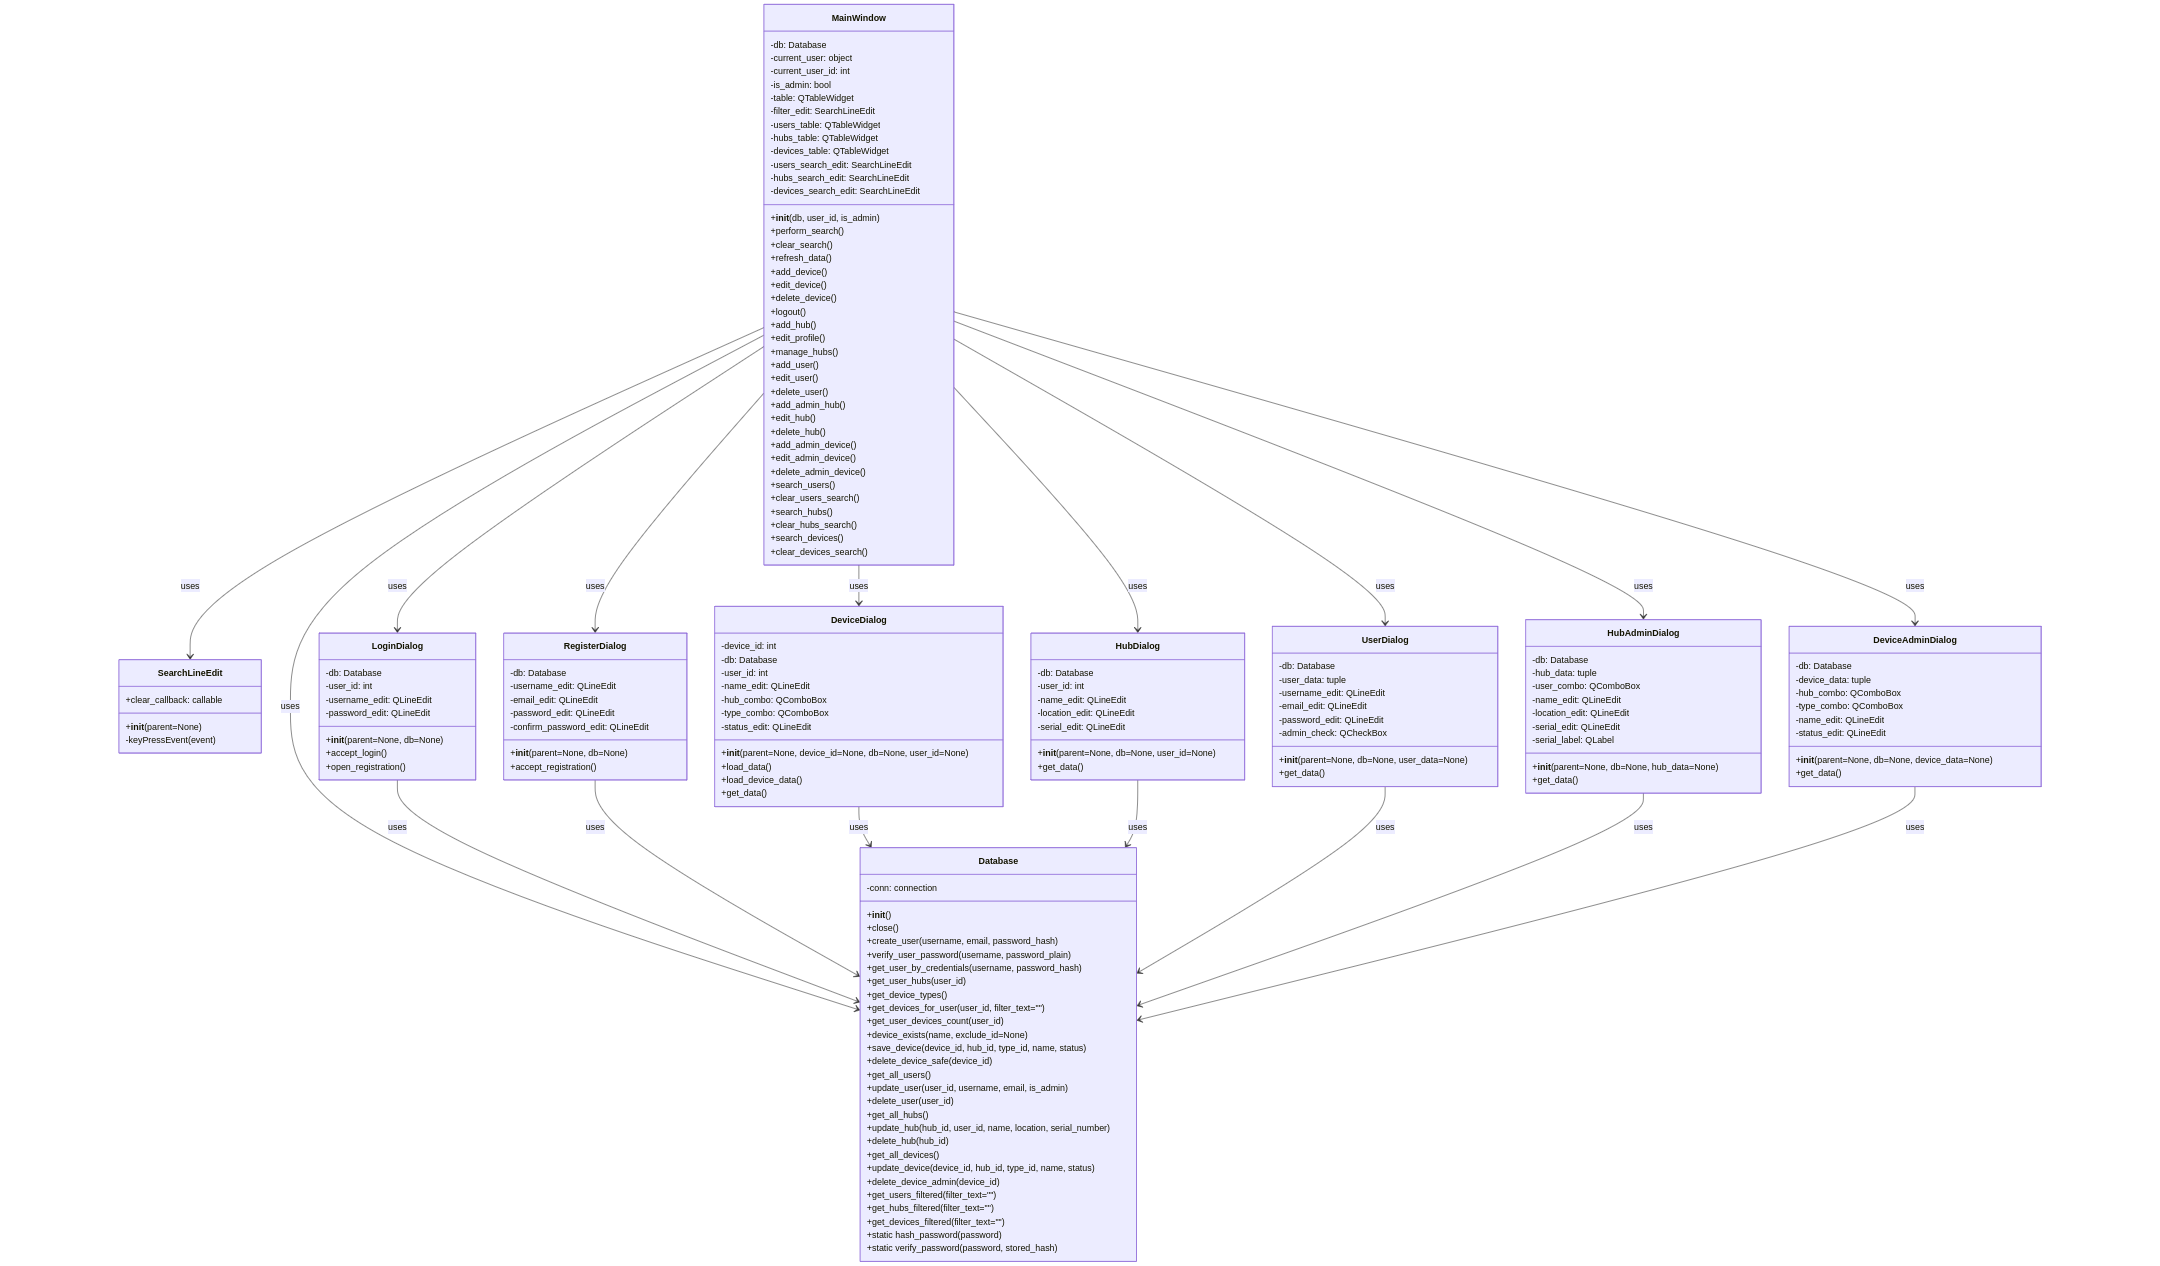 MainWindow
-db: Database
-current_user: object
-current_user_id: int
-is_admin: bool
-table: QTableWidget
-filter_edit: SearchLineEdit
-users_table: QTableWidget
-hubs_table: QTableWidget
-devices_table: QTableWidget
-users_search_edit: SearchLineEdit
-hubs_search_edit: SearchLineEdit
-devices_search_edit: SearchLineEdit
+init(db, user_id, is_admin)
+perform_search()
+clear_search()
+refresh_data()
+add_device()
+edit_device()
+delete_device()
+logout()
+add_hub()
+edit_profile()
+manage_hubs()
+add_user()
+edit_user()
+delete_user()
+add_admin_hub()
+edit_hub()
+delete_hub()
+add_admin_device()
+edit_admin_device()
+delete_admin_device()
+search_users()
+clear_users_search()
+search_hubs()
+clear_hubs_search()
+search_devices()
+clear_devices_search()
uses
uses
uses
uses
uses
uses
uses
uses
uses
SearchLineEdit
+clear_callback: callable
+init(parent=None)
-keyPressEvent(event)
LoginDialog
-db: Database
-user_id: int
-username_edit: QLineEdit
-password_edit: QLineEdit
+init(parent=None, db=None)
+accept_login()
+open_registration()
RegisterDialog
-db: Database
-username_edit: QLineEdit
-email_edit: QLineEdit
-password_edit: QLineEdit
-confirm_password_edit: QLineEdit
+init(parent=None, db=None)
+accept_registration()
DeviceDialog
-device_id: int
-db: Database
-user_id: int
-name_edit: QLineEdit
-hub_combo: QComboBox
-type_combo: QComboBox
-status_edit: QLineEdit
+init(parent=None, device_id=None, db=None, user_id=None)
+load_data()
+load_device_data()
+get_data()
HubDialog
-db: Database
-user_id: int
-name_edit: QLineEdit
-location_edit: QLineEdit
-serial_edit: QLineEdit
+init(parent=None, db=None, user_id=None)
+get_data()
UserDialog
-db: Database
-user_data: tuple
-username_edit: QLineEdit
-email_edit: QLineEdit
-password_edit: QLineEdit
-admin_check: QCheckBox
+init(parent=None, db=None, user_data=None)
+get_data()
HubAdminDialog
-db: Database
-hub_data: tuple
-user_combo: QComboBox
-name_edit: QLineEdit
-location_edit: QLineEdit
-serial_edit: QLineEdit
-serial_label: QLabel
+init(parent=None, db=None, hub_data=None)
+get_data()
DeviceAdminDialog
-db: Database
-device_data: tuple
-hub_combo: QComboBox
-type_combo: QComboBox
-name_edit: QLineEdit
-status_edit: QLineEdit
+init(parent=None, db=None, device_data=None)
+get_data()
uses
uses
uses
uses
uses
uses
uses
Database
-conn: connection
+init()
+close()
+create_user(username, email, password_hash)
+verify_user_password(username, password_plain)
+get_user_by_credentials(username, password_hash)
+get_user_hubs(user_id)
+get_device_types()
+get_devices_for_user(user_id, filter_text="")
+get_user_devices_count(user_id)
+device_exists(name, exclude_id=None)
+save_device(device_id, hub_id, type_id, name, status)
+delete_device_safe(device_id)
+get_all_users()
+update_user(user_id, username, email, is_admin)
+delete_user(user_id)
+get_all_hubs()
+update_hub(hub_id, user_id, name, location, serial_number)
+delete_hub(hub_id)
+get_all_devices()
+update_device(device_id, hub_id, type_id, name, status)
+delete_device_admin(device_id)
+get_users_filtered(filter_text="")
+get_hubs_filtered(filter_text="")
+get_devices_filtered(filter_text="")
+static hash_password(password)
+static verify_password(password, stored_hash)